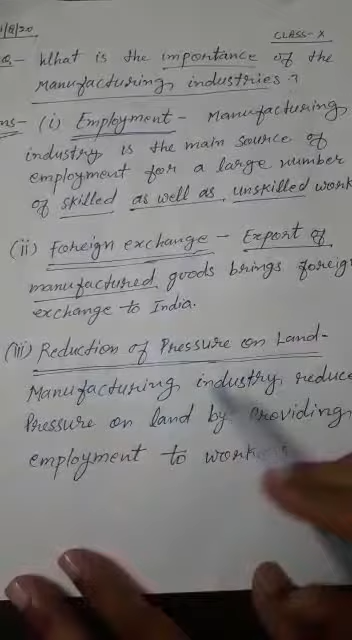 /8/20
CLASS-X
Q- What is the importance of the
Manufacturing industries?
Ans- (i) Employment - Manufacturing
industry is the main source of
employment for a large number
of skilled as well as unskilled work
(ii) Foreign exchange - Export of
manufactured goods brings foreign
exchange to India.
(iii) Reduction of Pressure on Land-
Manufacturing industry reduce
Pressure on land by Providing
employment to work